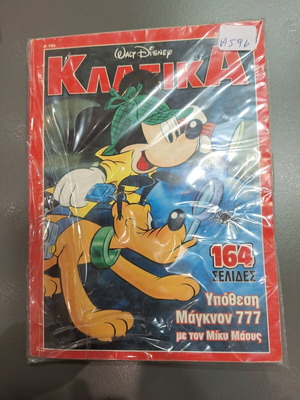 WALT DISNEY
ΚΛΑΣΙΚΑ
164
ΣΕΛΙΔΕΣ
Υπόθεση
Μάγκνον 777
με τον Μίκυ Μάους